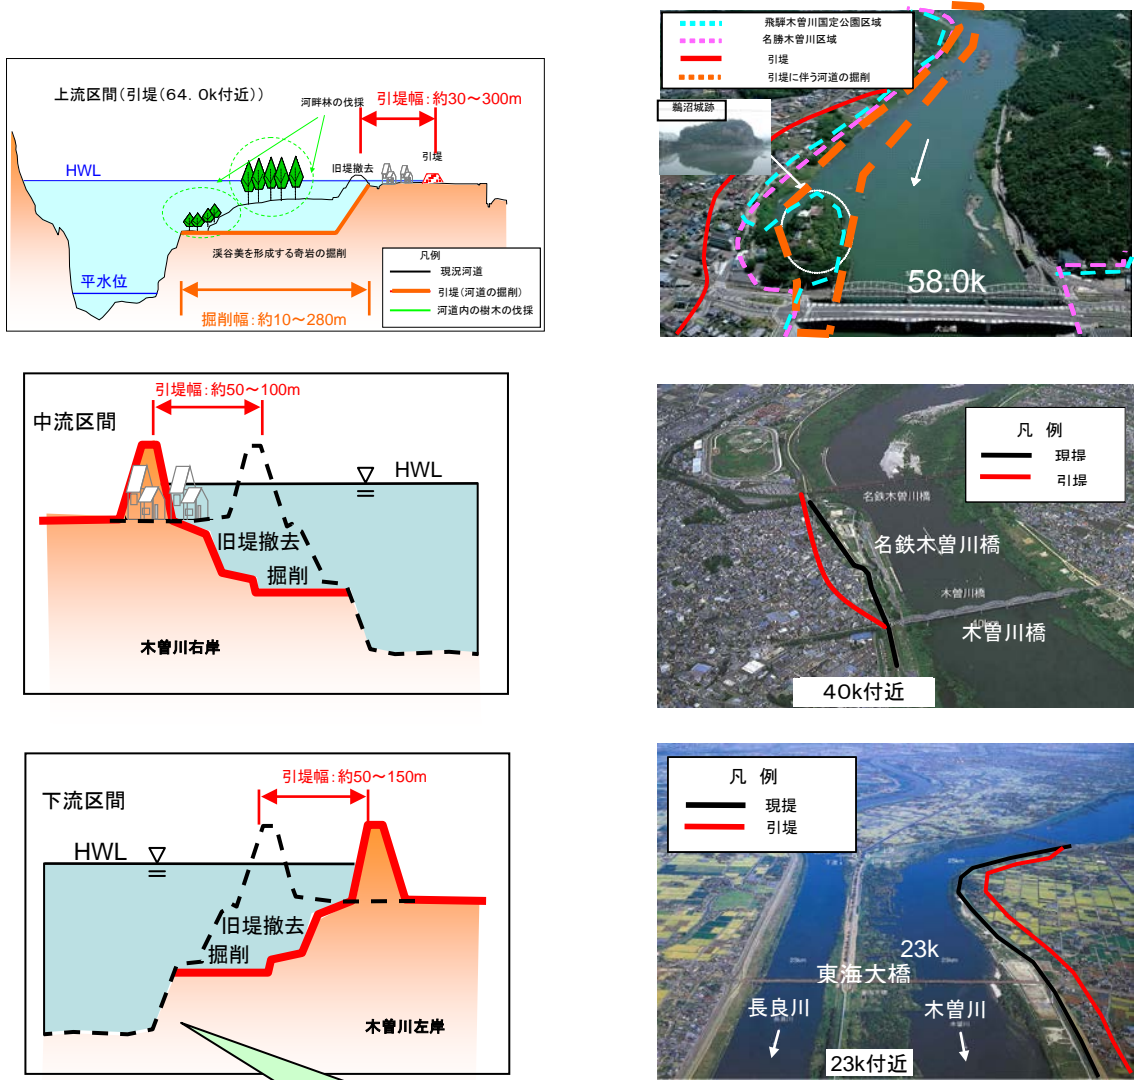 上流区間(引堤(64. 0k付近))
河畔林の伐採
引堤幅：約30～300m
HWL
旧堤撤去
引堤
平水位
渓谷美を形成する奇岩の掘削
掘削幅：約10～280m
凡例
現況河道
引堤(河道の掘削)
河道内の樹木の伐採
飛騨木曽川国定公園区域
名勝木曽川区域
引堤
引堤に伴う河道の掘削
鵜沼城跡
58.0k
犬山橋
中流区間
引堤幅：約50～100m
HWL
旧堤撤去
掘削
木曽川右岸
凡 例
現提
引堤
名鉄木曽川橋
名鉄木曽川橋
木曽川橋
木曽川橋
40k付近
下流区間
引堤幅：約50～150m
HWL
旧堤撤去
掘削
木曽川左岸
凡 例
現提
引堤
25km
23k
23km
23km
東海大橋
長良川
木曽川
23k付近